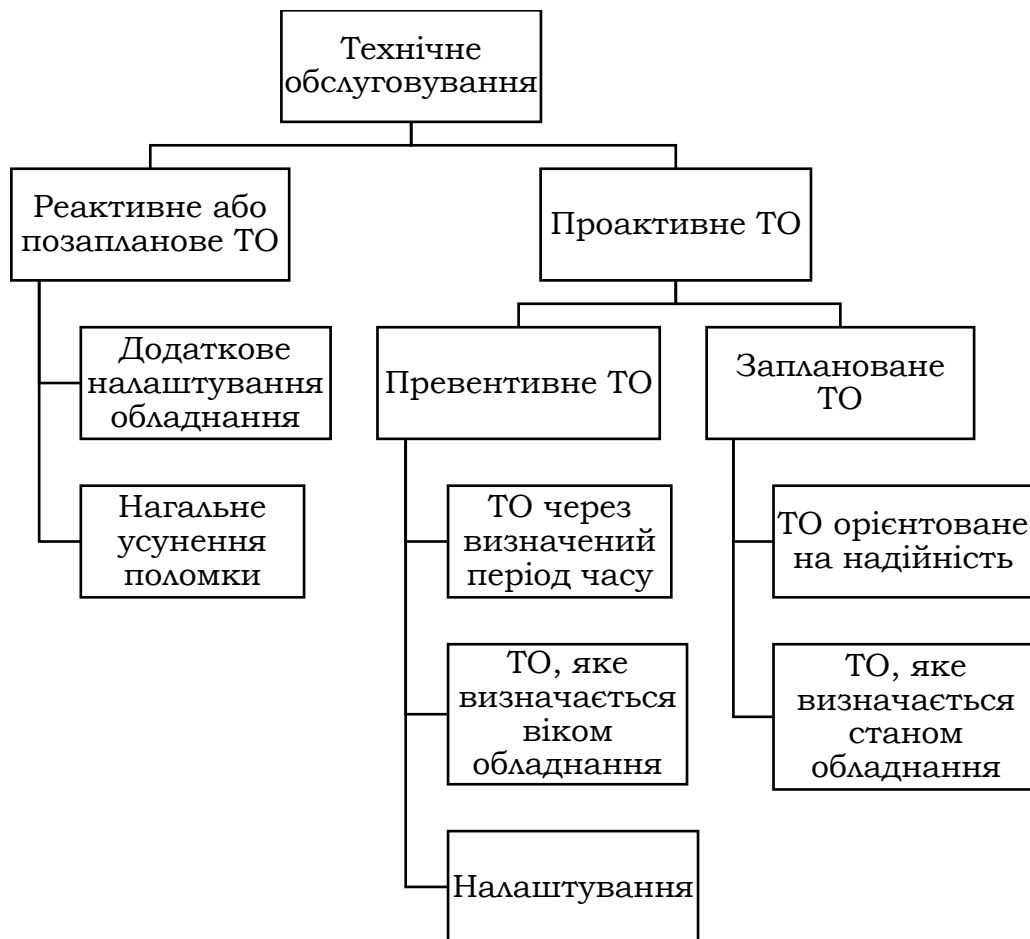 Технічне
обслуговування
Реактивне або
позапланове ТО
Проактивне ТО
Додаткове
налаштування
обладнання
Превентивне ТО
Заплановане
ТО
Нагальне
усунення
поломки
ТО через
визначений
період часу
ТО орієнтоване
на надійність
ТО, яке
визначається
віком
обладнання
ТО, яке
визначається
станом
обладнання
Налаштування